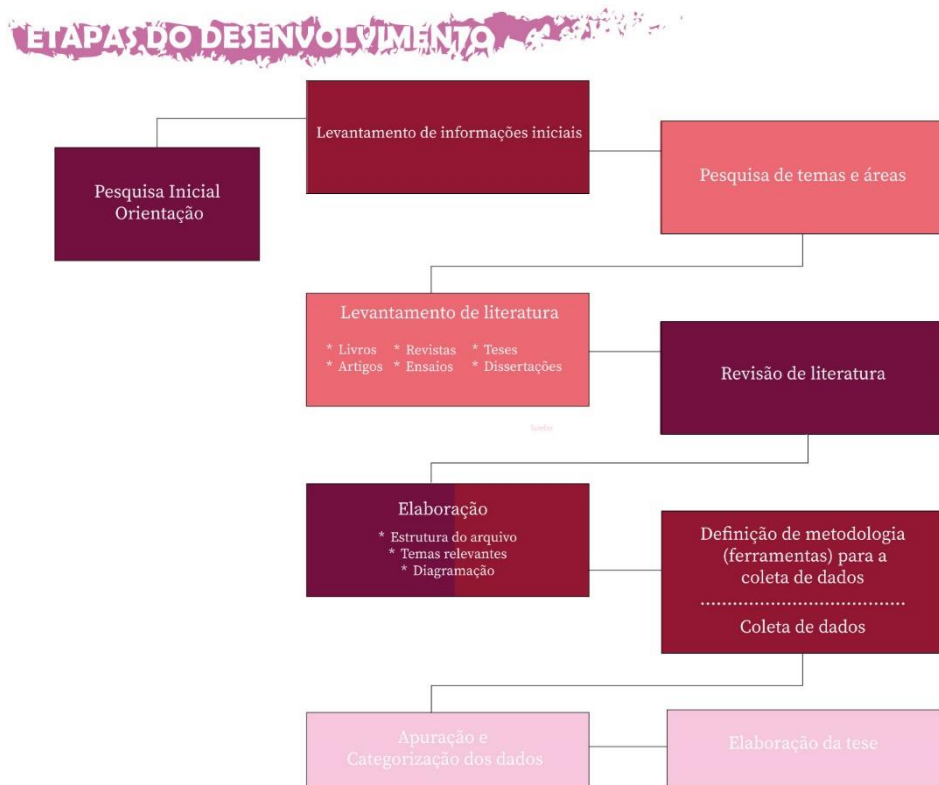 ETAPAS DO DESENVOLVIMENTO
Levantamento de informações iniciais
Pesquisa Inicial
Orientação
Pesquisa de temas e áreas
Levantamento de literatura
* Livros * Revistas * Teses
* Artigos * Ensaios * Dissertações
Revisão de literatura
Elaboração
* Estrutura do arquivo
* Temas relevantes
* Diagramação
Definição de metodologia
(ferramentas) para a
coleta de dados
Coleta de dados
Apuração e
Categorização dos dados
Elaboração da tese